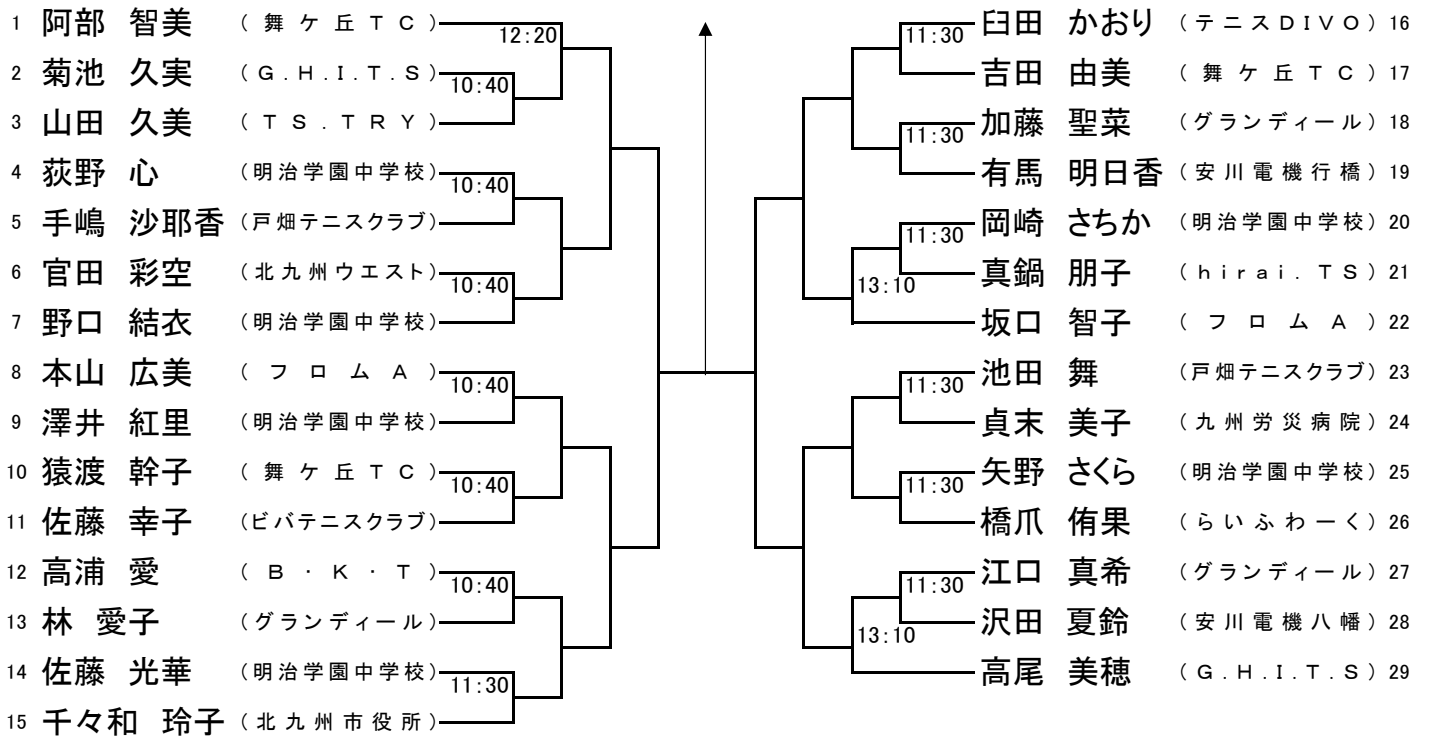 1 阿部 智美 (舞ケ丘TC)
12:20
2 菊池 久実 (G.H.I.T.S)
10:40
3 山田 久美 (TS.TRY)
4 荻野 心 (明治学園中学校)
10:40
5 手嶋 沙耶香 (戸畑テニスクラブ)
6 官田 彩空 (北九州ウエスト)
10:40
7 野口 結衣 (明治学園中学校)
8 本山 広美 (フロムA)
10:40
9 澤井 紅里 (明治学園中学校)
10 猿渡 幹子 (舞ケ丘TC)
10:40
11 佐藤 幸子 (ビバテニスクラブ)
12 高浦 愛 (B・K・T)
10:40
13 林 愛子 (グランディール)
14 佐藤 光華 (明治学園中学校)
11:30
15 千々和 玲子 (北九州市役所)
臼田 かおり (テニスDIVO) 16
11:30
吉田 由美 (舞ケ丘TC) 17
加藤 聖菜 (グランディール) 18
11:30
有馬 明日香 (安川電機行橋) 19
岡崎 さちか (明治学園中学校) 20
11:30
真鍋 朋子 (hirai.TS) 21
13:10
坂口 智子 (フロムA) 22
池田 舞 (戸畑テニスクラブ) 23
11:30
貞末 美子 (九州労災病院) 24
矢野 さくら (明治学園中学校) 25
11:30
橋爪 侑果 (らいふわーく) 26
江口 真希 (グランディール) 27
11:30
沢田 夏鈴 (安川電機八幡) 28
13:10
高尾 美穂 (G.H.I.T.S) 29